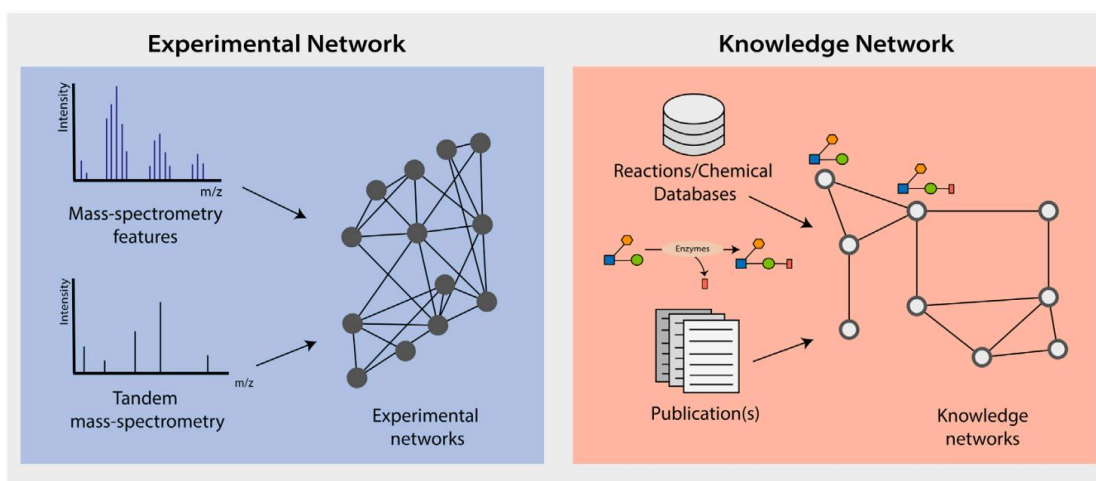 Experimental Network
Intensity
m/z
Mass-spectrometry
features
Intensity
m/z
Tandem
mass-spectrometry
Experimental
networks
Knowledge Network
Reactions/Chemical
Databases
Enzymes
Publication(s)
Knowledge
networks